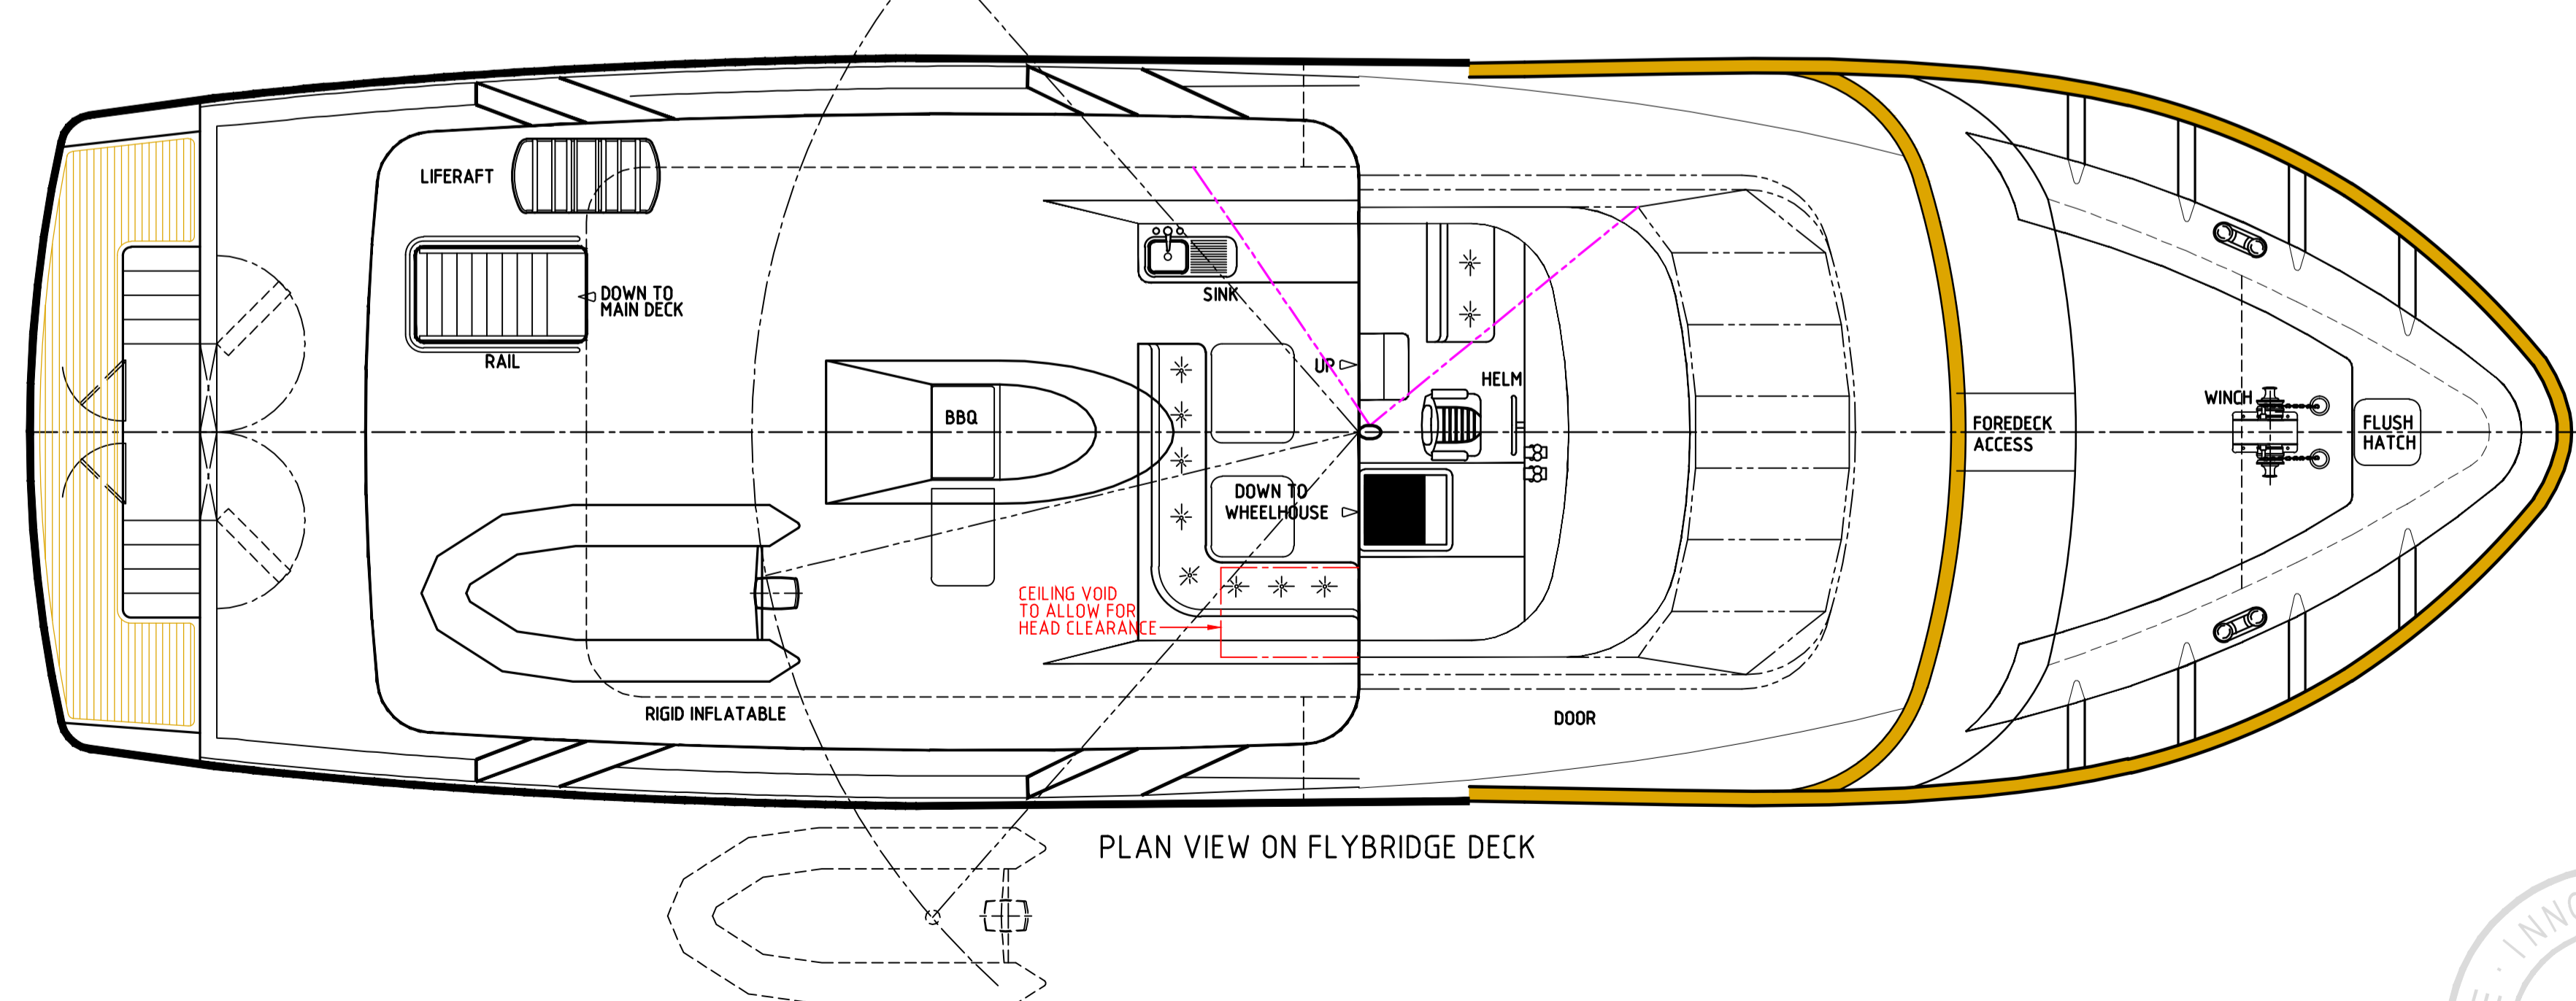 LIFERAFT
DOWN TO
MAIN DECK
RAIL
SINK
UP
HELM
BBQ
DOWN TO
WHEELHOUSE
CEILING VOID
TO ALLOW FOR
HEAD CLEARANCE
RIGID INFLATABLE
DOOR
FOREDECK
ACCESS
WINCH
FLUSH
HATCH
PLAN VIEW ON FLYBRIDGE DECK